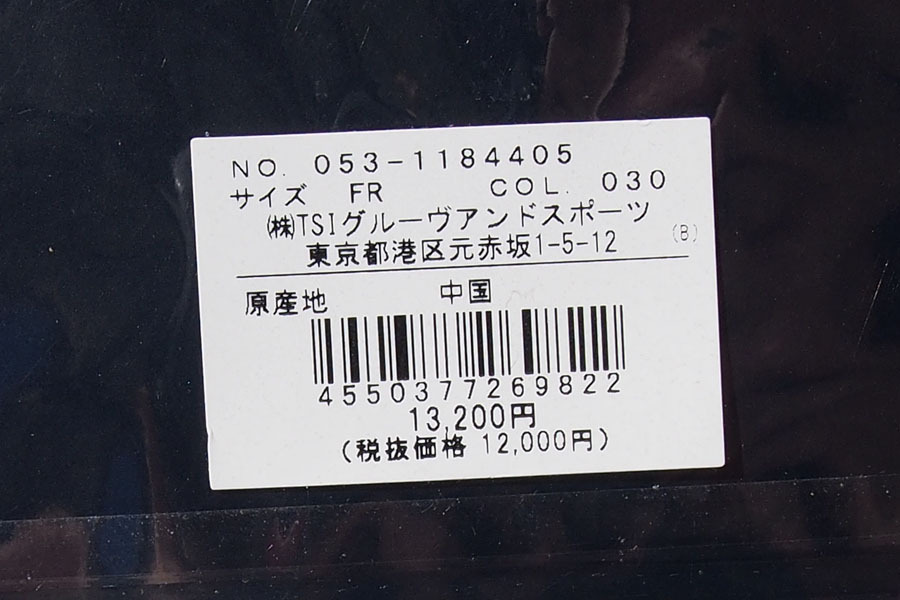 NO. 053-1184405
サイズ FR COL. 030
㈱TSIグルーヴアンドスポーツ
東京都港区元赤坂1-5-12 (B)
原産地 中国
4550377269822
13,200円
(税抜価格 12,000円)